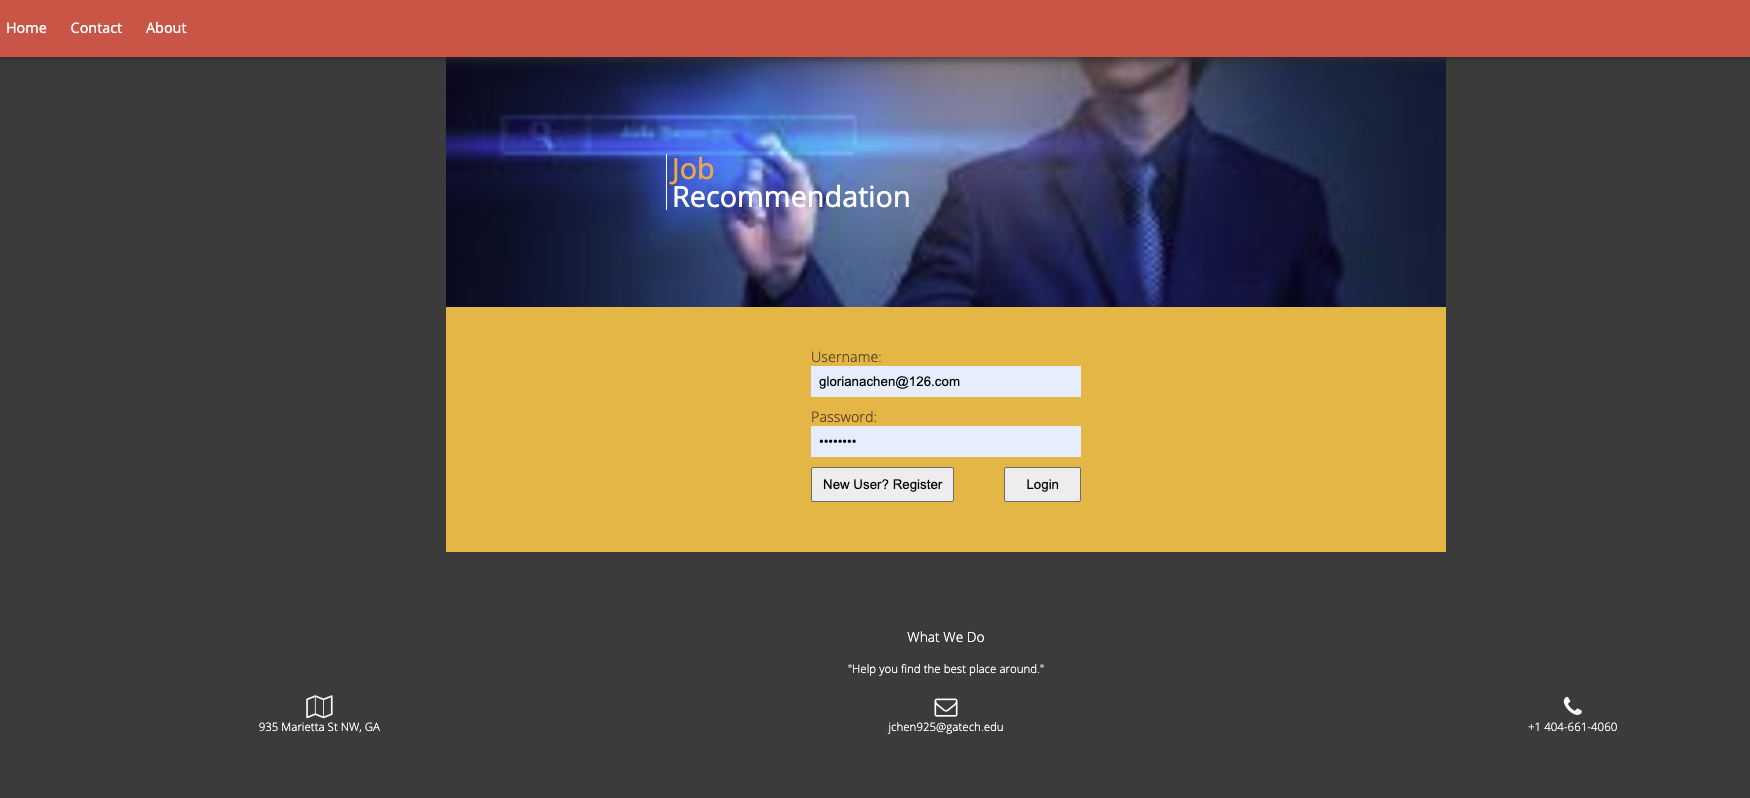 Home Contact About
Job
Recommendation
Username:
glorianachen@126.com
Password:
••••••••
New User? Register Login
What We Do
"Help you find the best place around."
935 Marietta St NW, GA jchen925@gatech.edu +1 404-661-4060